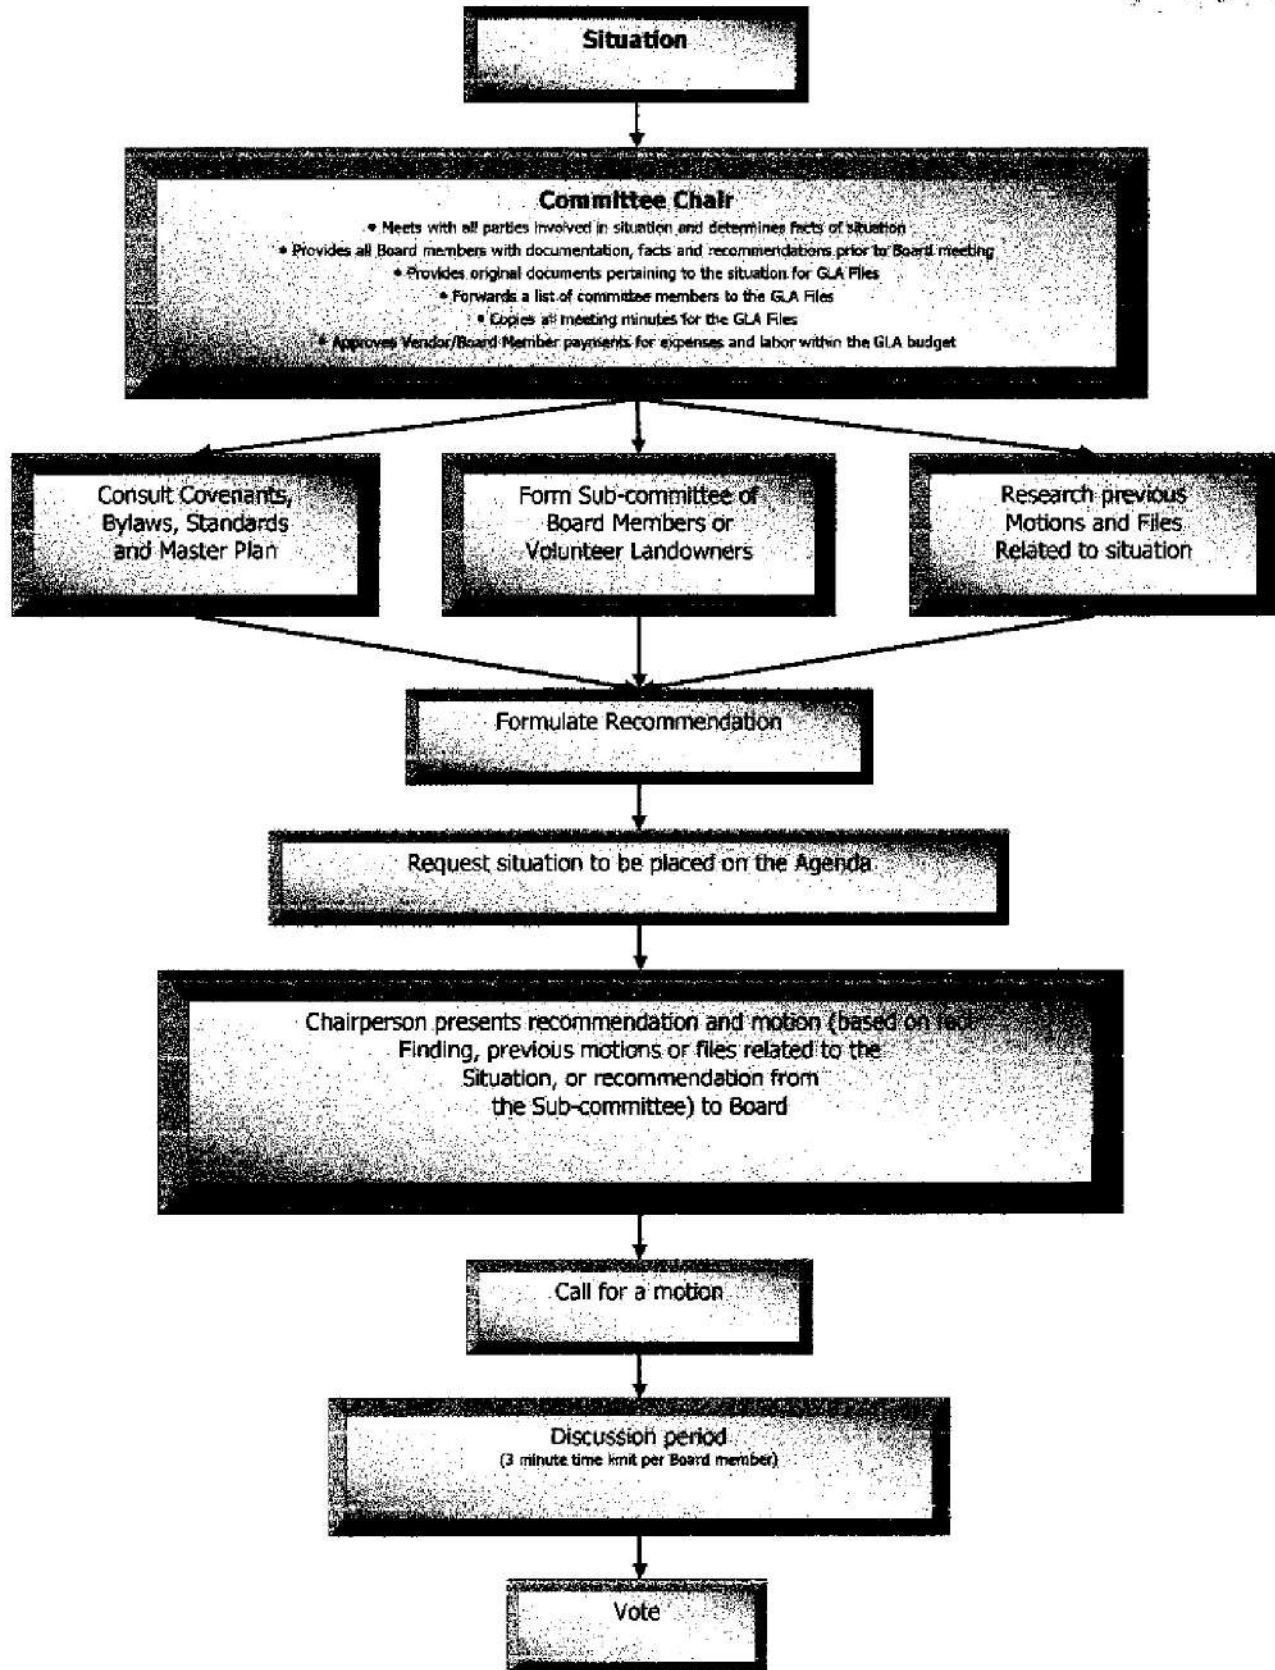 Situation
Committee Chair
• Meets with all parties involved in situation and determines facts of situation
• Provides all Board members with documentation, facts and recommendations prior to Board meeting
• Provides original documents pertaining to the situation for GLA Files
• Forwards a list of committee members to the GLA Files
• Copies all meeting minutes for the GLA Files
• Approves Vendor/Board Member payments for expenses and labor within the GLA budget
Consult Covenants,
Bylaws, Standards
and Master Plan
Form Sub-committee of
Board Members or
Volunteer Landowners
Research previous
Motions and Files
Related to situation
Formulate Recommendation
Request situation to be placed on the Agenda
Chairperson presents recommendation and motion (based on fact
Finding, previous motions or files related to the
Situation, or recommendation from
the Sub-committee) to Board
Call for a motion
Discussion period
(3 minute time limit per Board member)
Vote